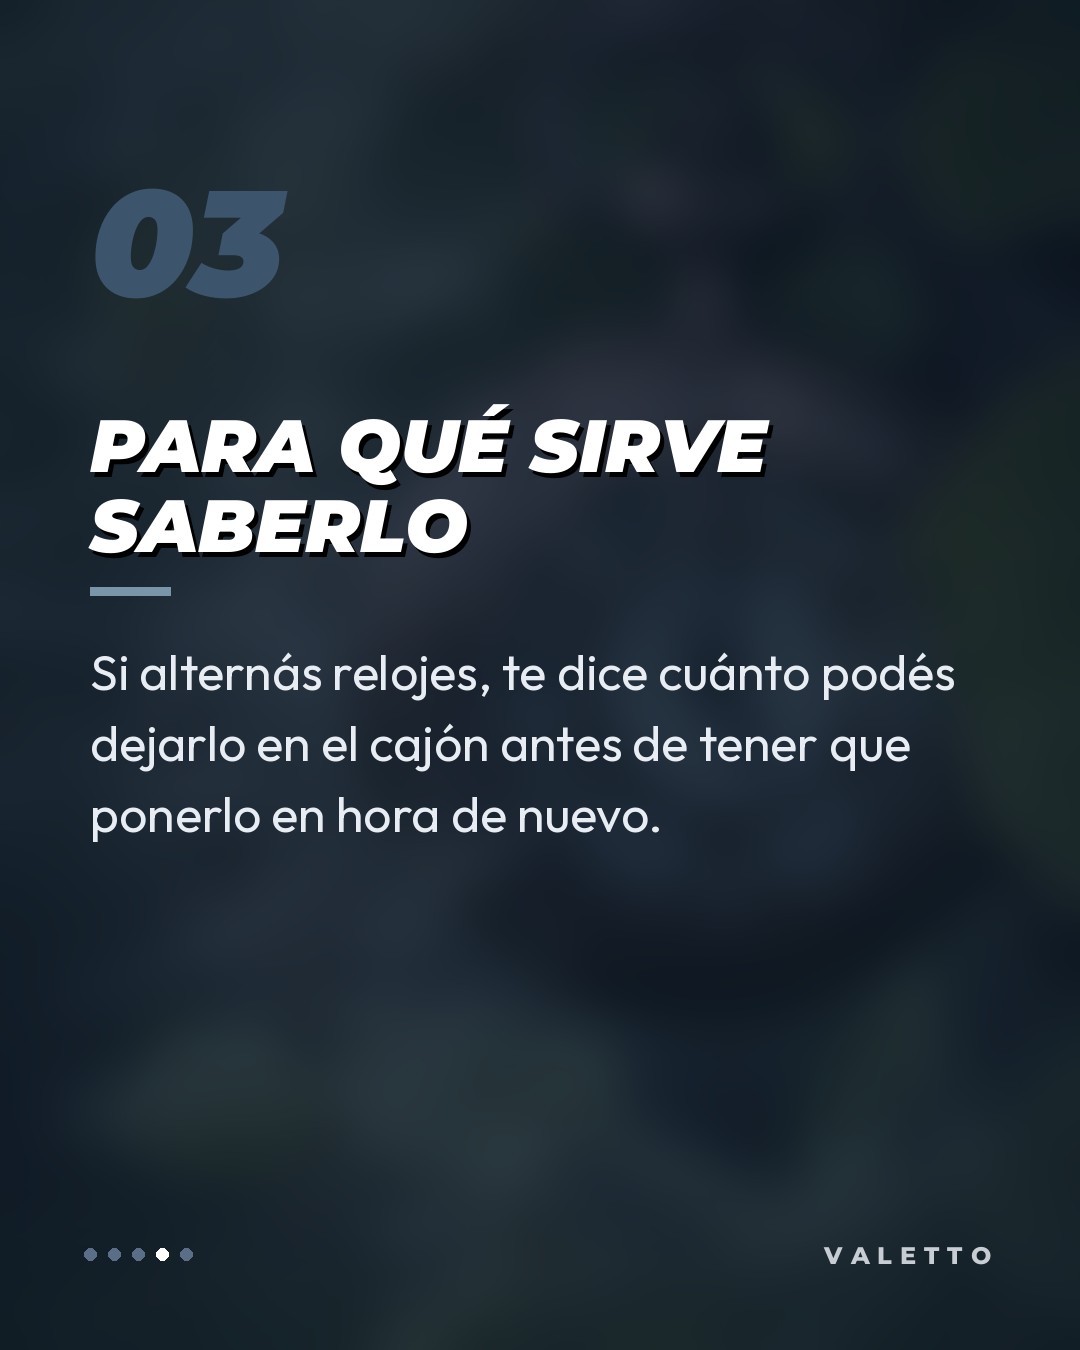 03
PARA QUÉ SIRVE
SABERLO
Si alternás relojes, te dice cuánto podés
dejarlo en el cajón antes de tener que
ponerlo en hora de nuevo.
VALETTO